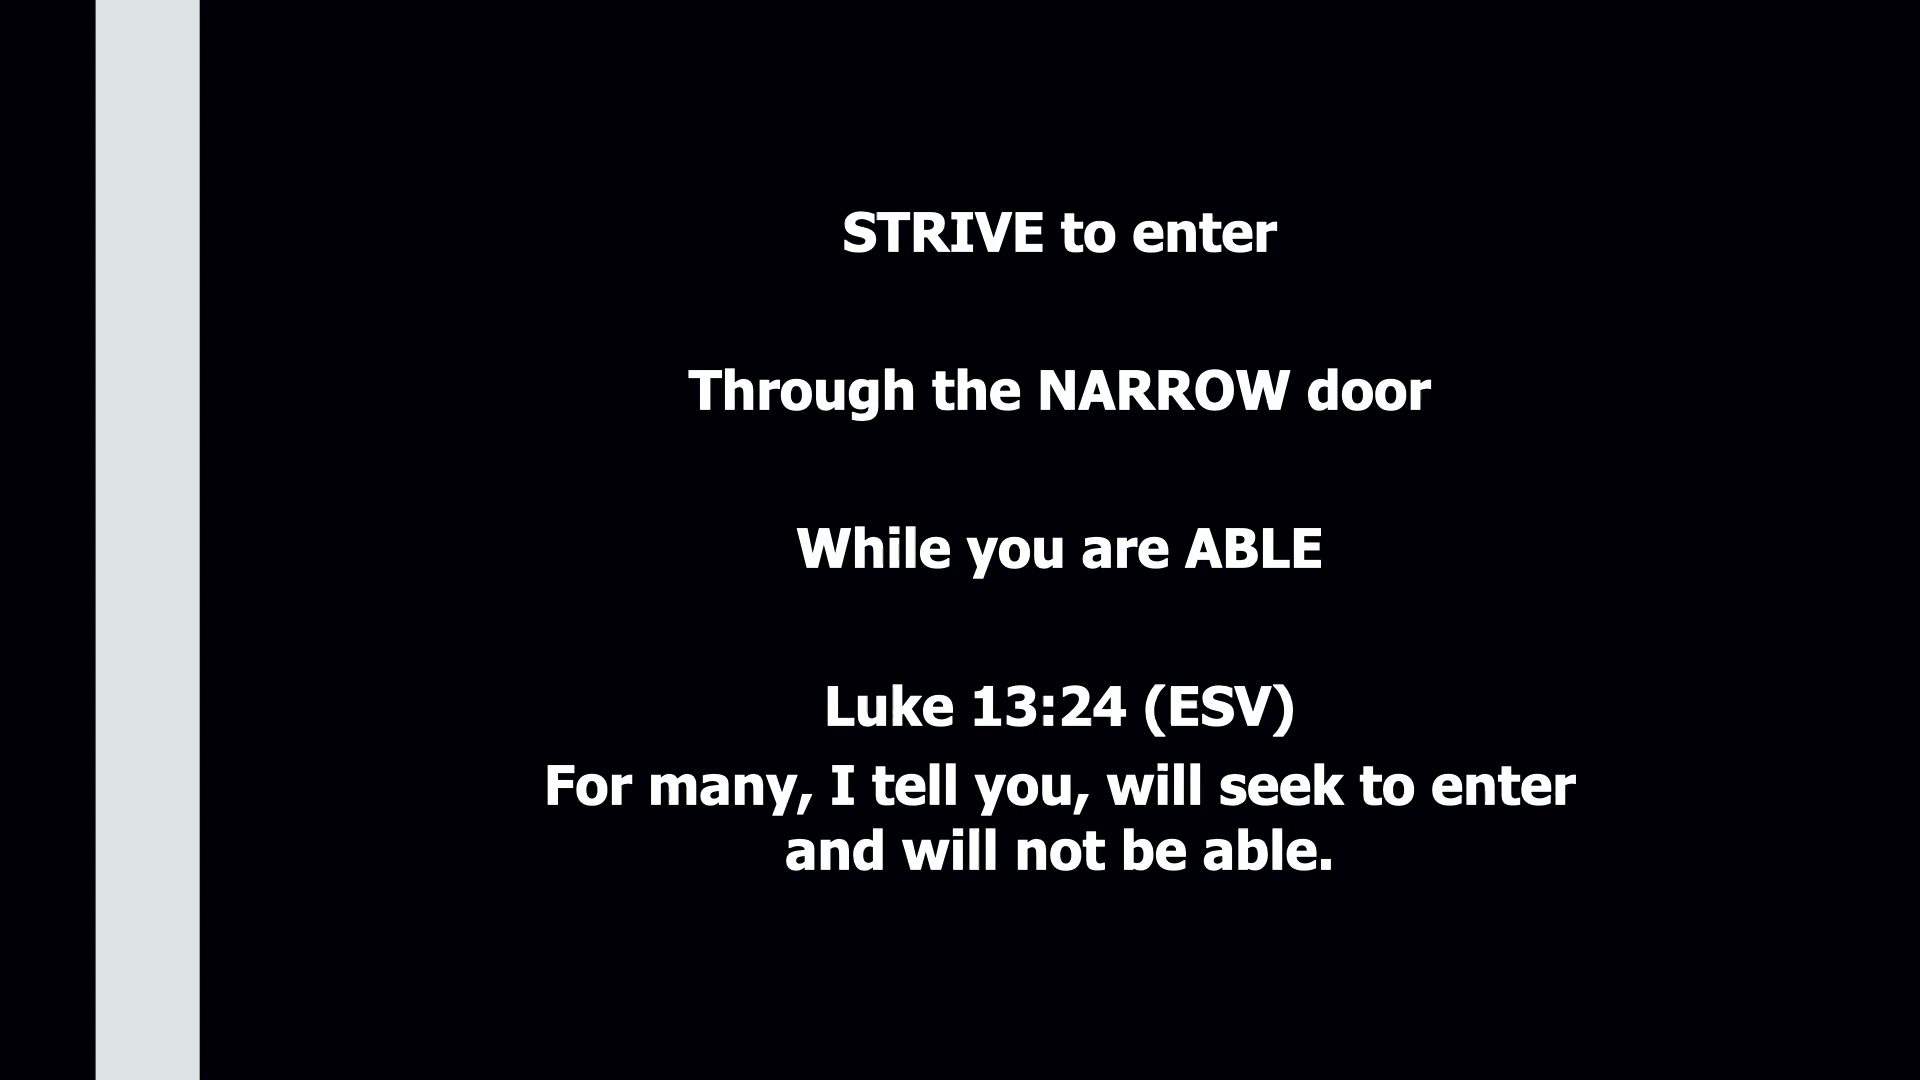 STRIVE to enter
Through the NARROW door
While you are ABLE
Luke 13:24 (ESV)
For many, I tell you, will seek to enter
and will not be able.